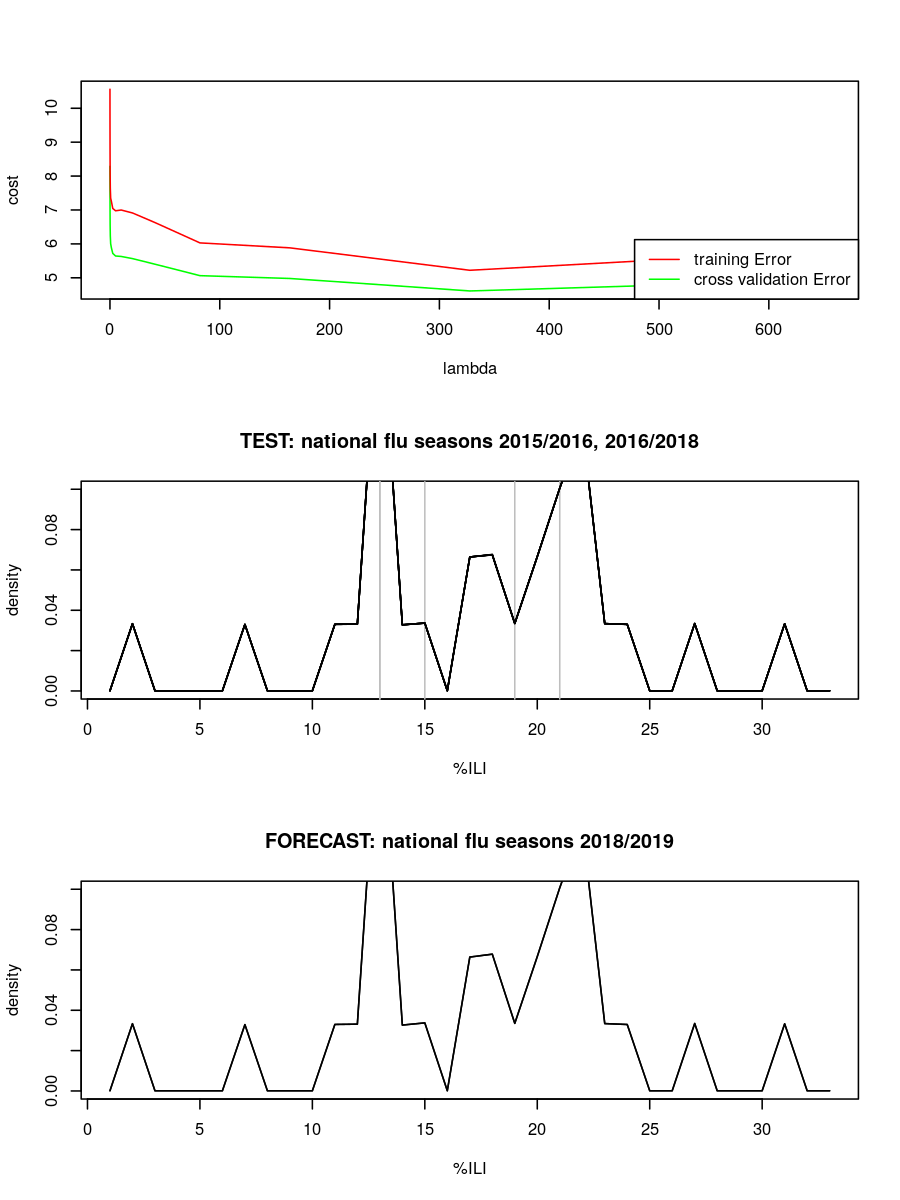 10
9
8
7
6
5
cost
training Error
cross validation Error
0 100 200 300 400 500 600
lambda
TEST: national flu seasons 2015/2016, 2016/2018
0.08
0.04
0.00
density
0 5 10 15 20 25 30
%ILI
FORECAST: national flu seasons 2018/2019
0.08
0.04
0.00
density
0 5 10 15 20 25 30
%ILI